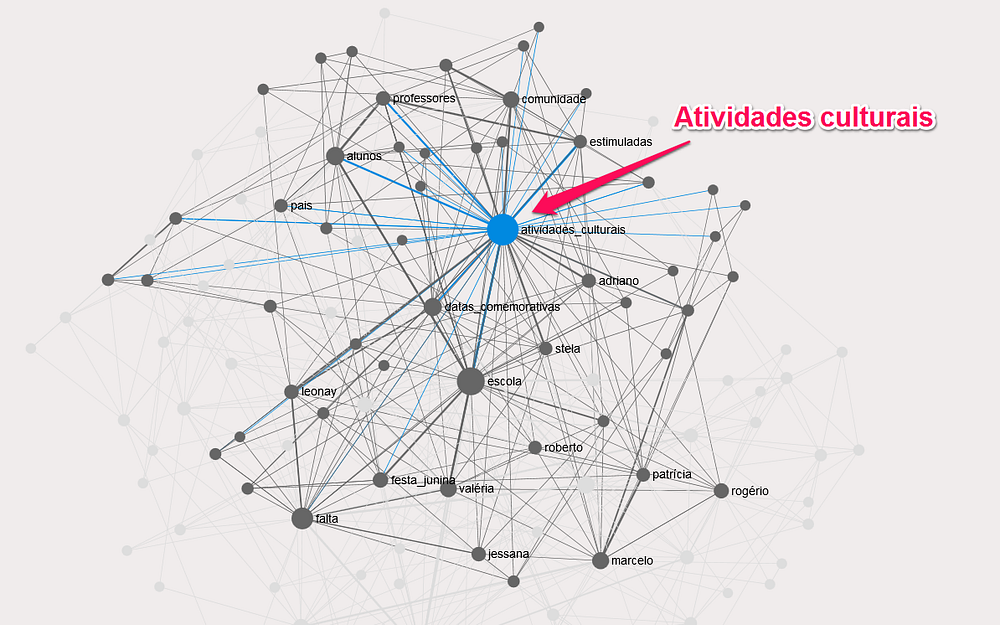 professores
comunidade
Atividades culturais
estimuladas
alunos
pais
atividades_culturais
adriano
datas_comemorativas
stela
escola
leonay
roberto
patrícia
festa_junina
valéria
rogério
falta
jessana
marcelo